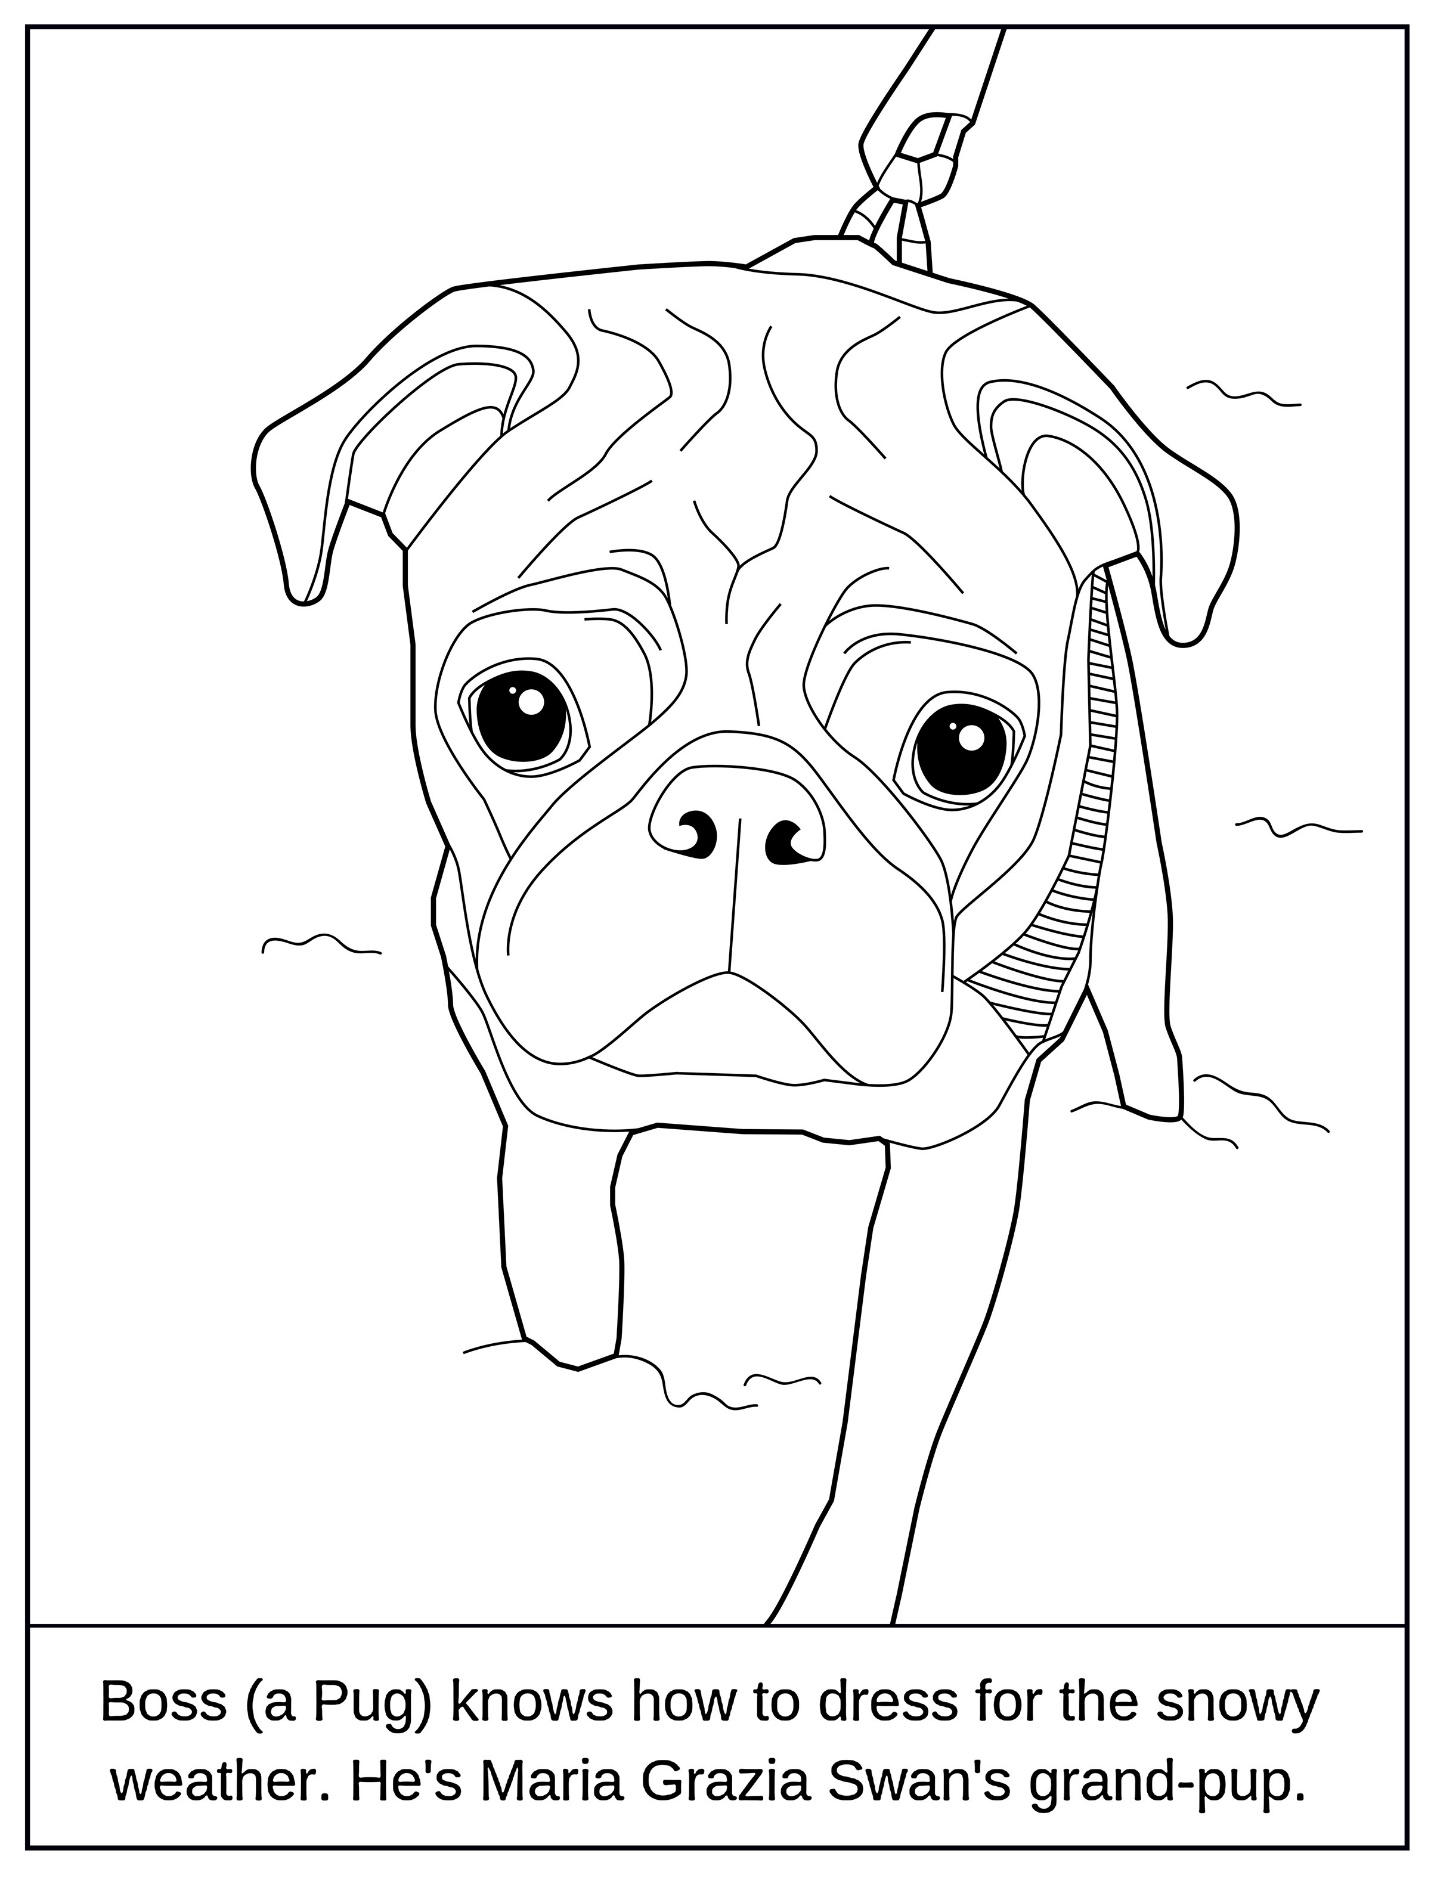 Boss (a Pug) knows how to dress for the snowy
weather. He's Maria Grazia Swan's grand-pup.